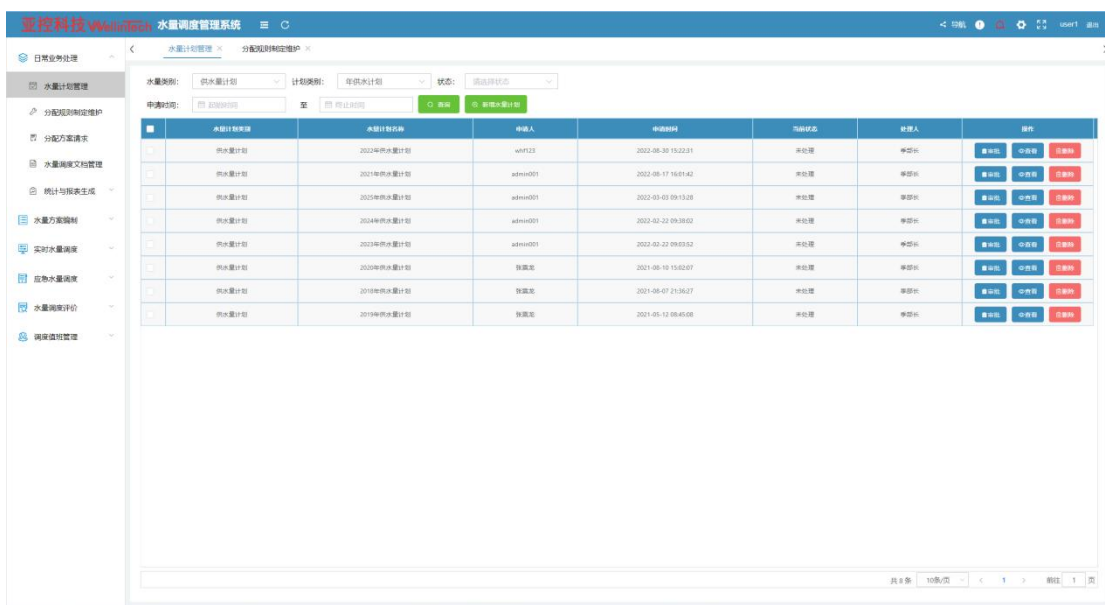 亚控科技 WellinTech 水量调度管理系统 导航 user1 退出
日常业务处理 水量计划管理 × 分配规则制定维护 ×
水量计划管理
分配规则制定维护
分配方案请求
水量调度文档管理
统计与报表生成
水量方案编制
实时水量调度
应急水量调度
水量调度评价
调度值班管理
水量类别: 供水量计划 计划类别: 年供水计划 状态: 请选择状态
申请时间: 起始时间 至 终止时间 查询 新增水量计划
水量计划类别 水量计划名称 申请人 申请时间 当前状态 处理人 操作
供水量计划 2022年供水量计划 whf123 2022-08-30 15:22:31 未处理 季部长 审批 查看 删除
供水量计划 2021年供水量计划 admin001 2022-08-17 16:01:42 未处理 季部长 审批 查看 删除
供水量计划 2025年供水量计划 admin001 2022-03-03 09:13:28 未处理 季部长 审批 查看 删除
供水量计划 2024年供水量计划 admin001 2022-02-22 09:38:02 未处理 季部长 审批 查看 删除
供水量计划 2023年供水量计划 admin001 2022-02-22 09:03:52 未处理 季部长 审批 查看 删除
供水量计划 2020年供水量计划 2021-08-10 15:02:07 未处理 季部长 审批 查看 删除
供水量计划 2018年供水量计划 2021-08-07 21:36:27 未处理 季部长 审批 查看 删除
供水量计划 2019年供水量计划 2021-05-12 08:45:08 未处理 季部长 审批 查看 删除
共 8 条 10条/页 1 前往 1 页